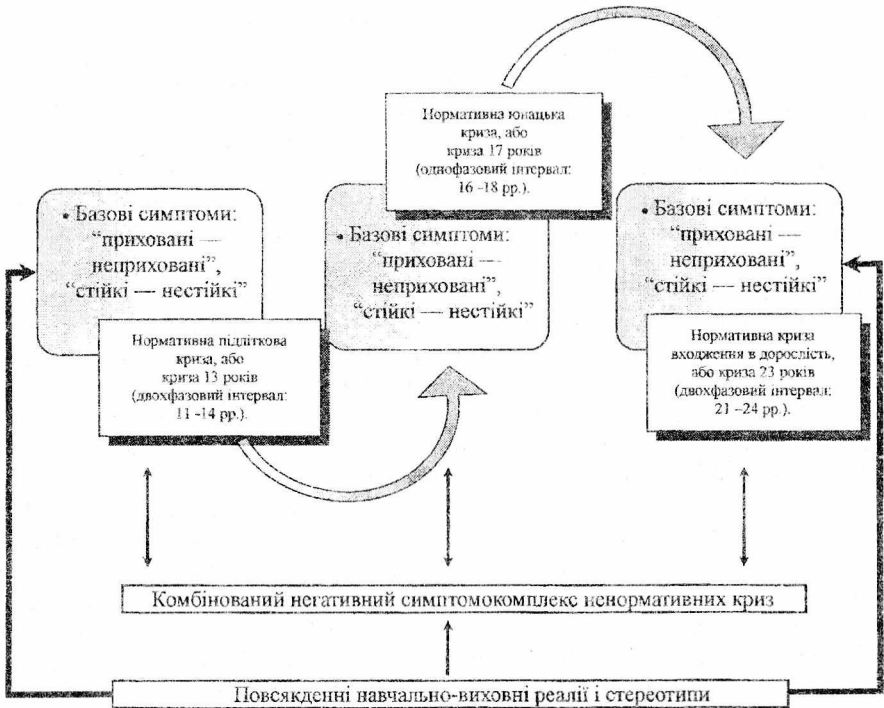 Нормативна юнацька
криза, або
криза 17 років
(однофазовий інтервал:
16 –18 рр.).
• Базові симптоми:
“приховані —
неприховані”,
“стійкі — нестійкі”
Нормативна підліткова
криза, або
криза 13 років
(двохфазовий інтервал:
11 –14 рр.).
• Базові симптоми:
“приховані —
неприховані”,
“стійкі — нестійкі”
• Базові симптоми:
“приховані —
неприховані”,
“стійкі — нестійкі”
Нормативна криза
входження в дорослість,
або криза 23 років
(двохфазовий інтервал:
21 –24 рр.).
Комбінований негативний симптомокомплекс ненормативних криз
Повсякденні навчально-виховні реалії і стереотипи